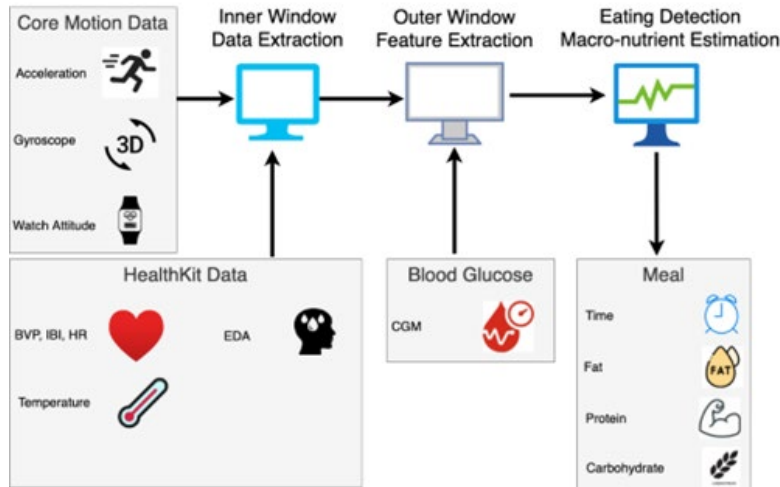 Core Motion Data
Acceleration
Gyroscope
3D
Watch Attitude
Inner Window
Data Extraction
Outer Window
Feature Extraction
Eating Detection
Macro-nutrient Estimation
HealthKit Data
BVP, IBI, HR
EDA
Temperature
Blood Glucose
CGM
Meal
Time
Fat
FAT
Protein
Carbohydrate